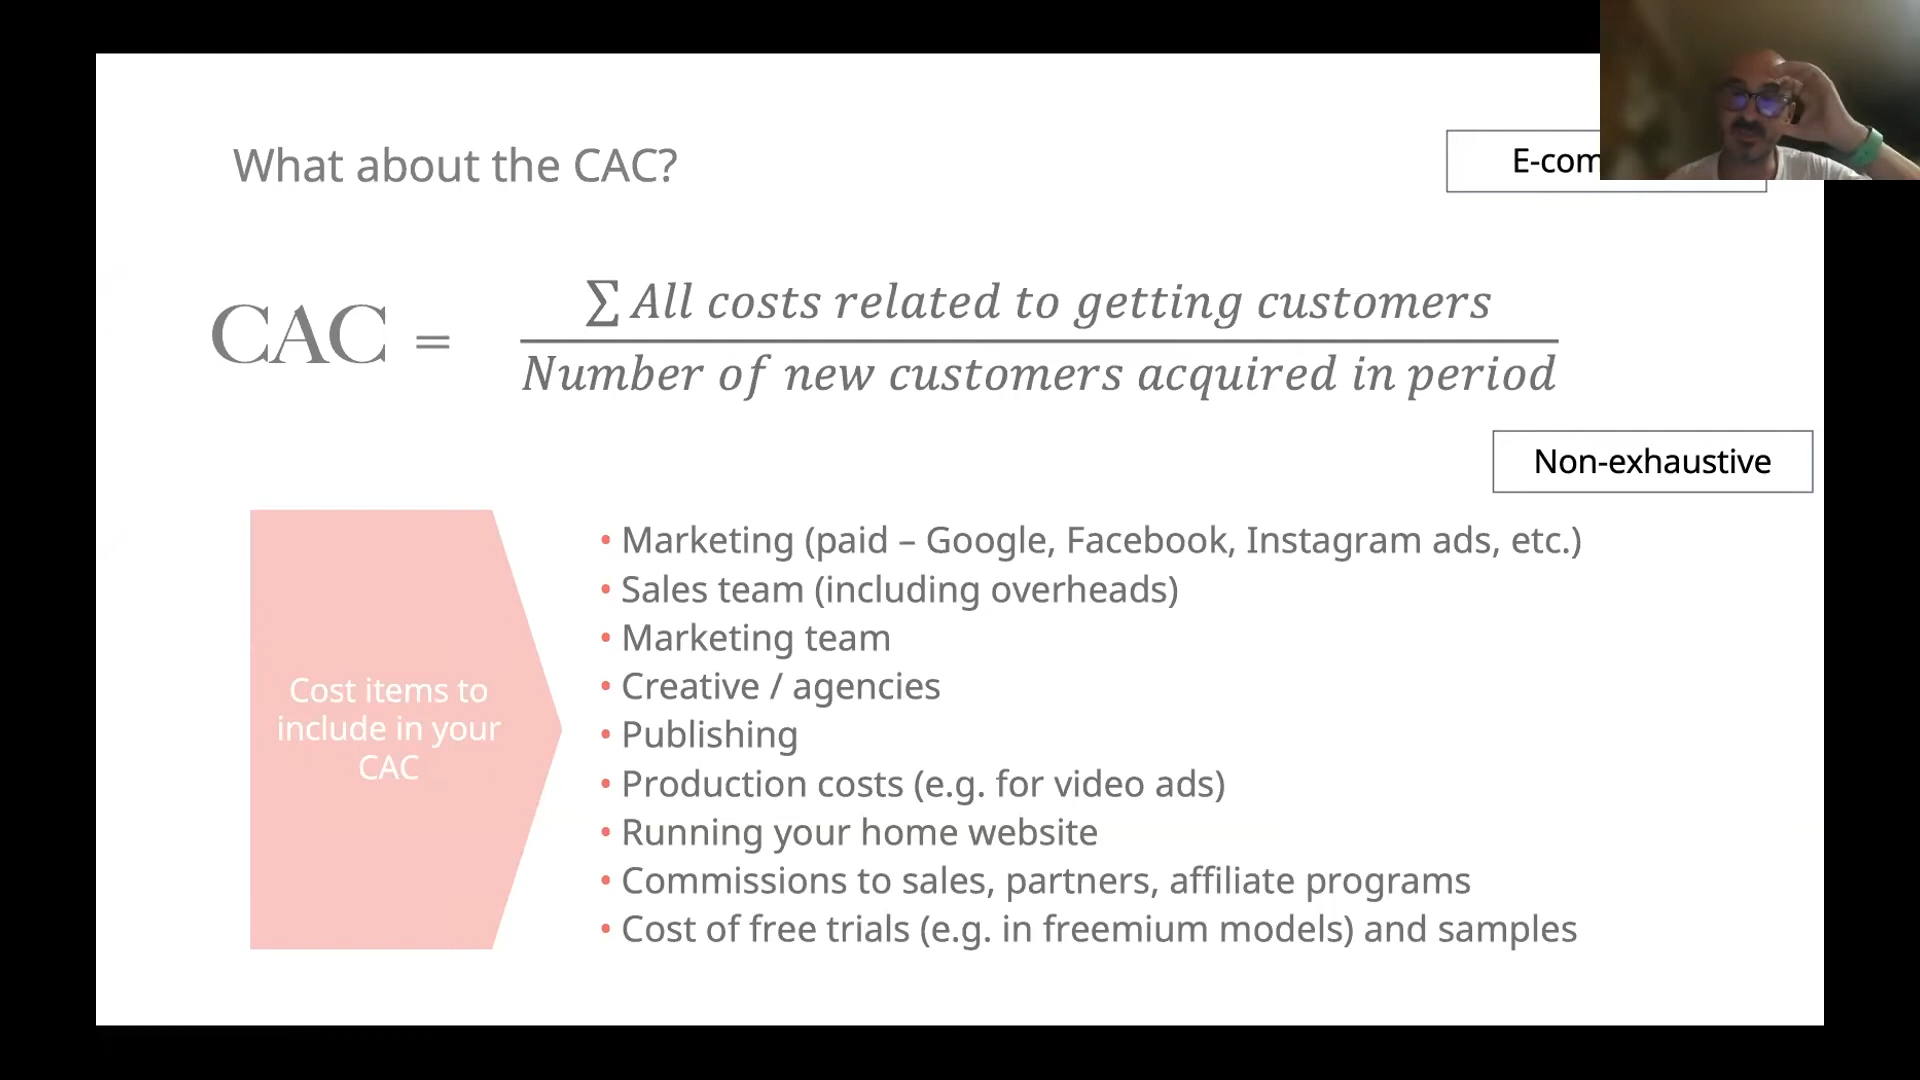 What about the CAC?
CAC = ∑ All costs related to getting customers
Number of new customers acquired in period
Non-exhaustive
Cost items to
include in your
CAC
• Marketing (paid – Google, Facebook, Instagram ads, etc.)
• Sales team (including overheads)
• Marketing team
• Creative / agencies
• Publishing
• Production costs (e.g. for video ads)
• Running your home website
• Commissions to sales, partners, affiliate programs
• Cost of free trials (e.g. in freemium models) and samples